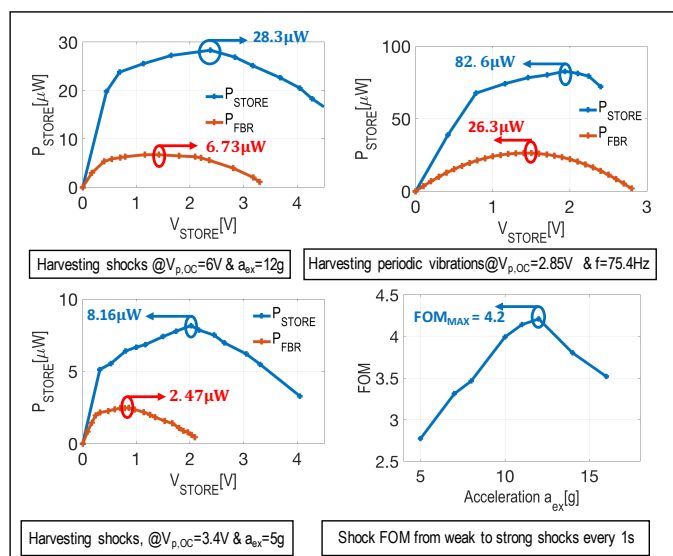 28.3µW
30
20
10
0
P_STORE[µW]
P_STORE
P_FBR
6.73µW
0 1 2 3 4
V_STORE[V]
Harvesting shocks @V_p,OC=6V & a_ex=12g
82.6µW
100
50
0
P_STORE[µW]
P_STORE
P_FBR
26.3µW
0 1 2 3
V_STORE[V]
Harvesting periodic vibrations@V_p,OC=2.85V & f=75.4Hz
8.16µW
10
5
0
P_STORE[µW]
P_STORE
P_FBR
2.47µW
0 1 2 3 4
V_STORE[V]
Harvesting shocks, @V_p,OC=3.4V & a_ex=5g
FOM_MAX = 4.2
4.5
4
3.5
3
2.5
FOM
5 10 15
Acceleration a_ex[g]
Shock FOM from weak to strong shocks every 1s